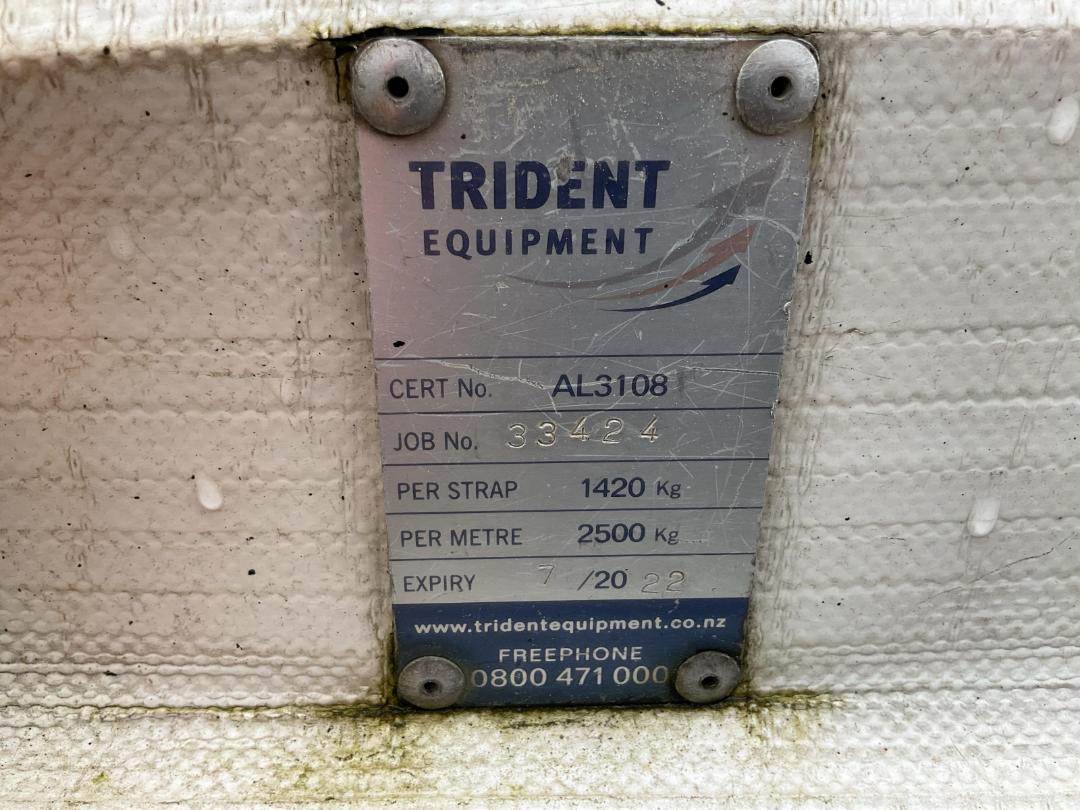 TRIDENT
EQUIPMENT
CERT No. AL3108
JOB No. 33424
PER STRAP 1420 Kg
PER METRE 2500 Kg
EXPIRY 7 /20 22
www.tridentequipment.co.nz
FREEPHONE
0800 471 000